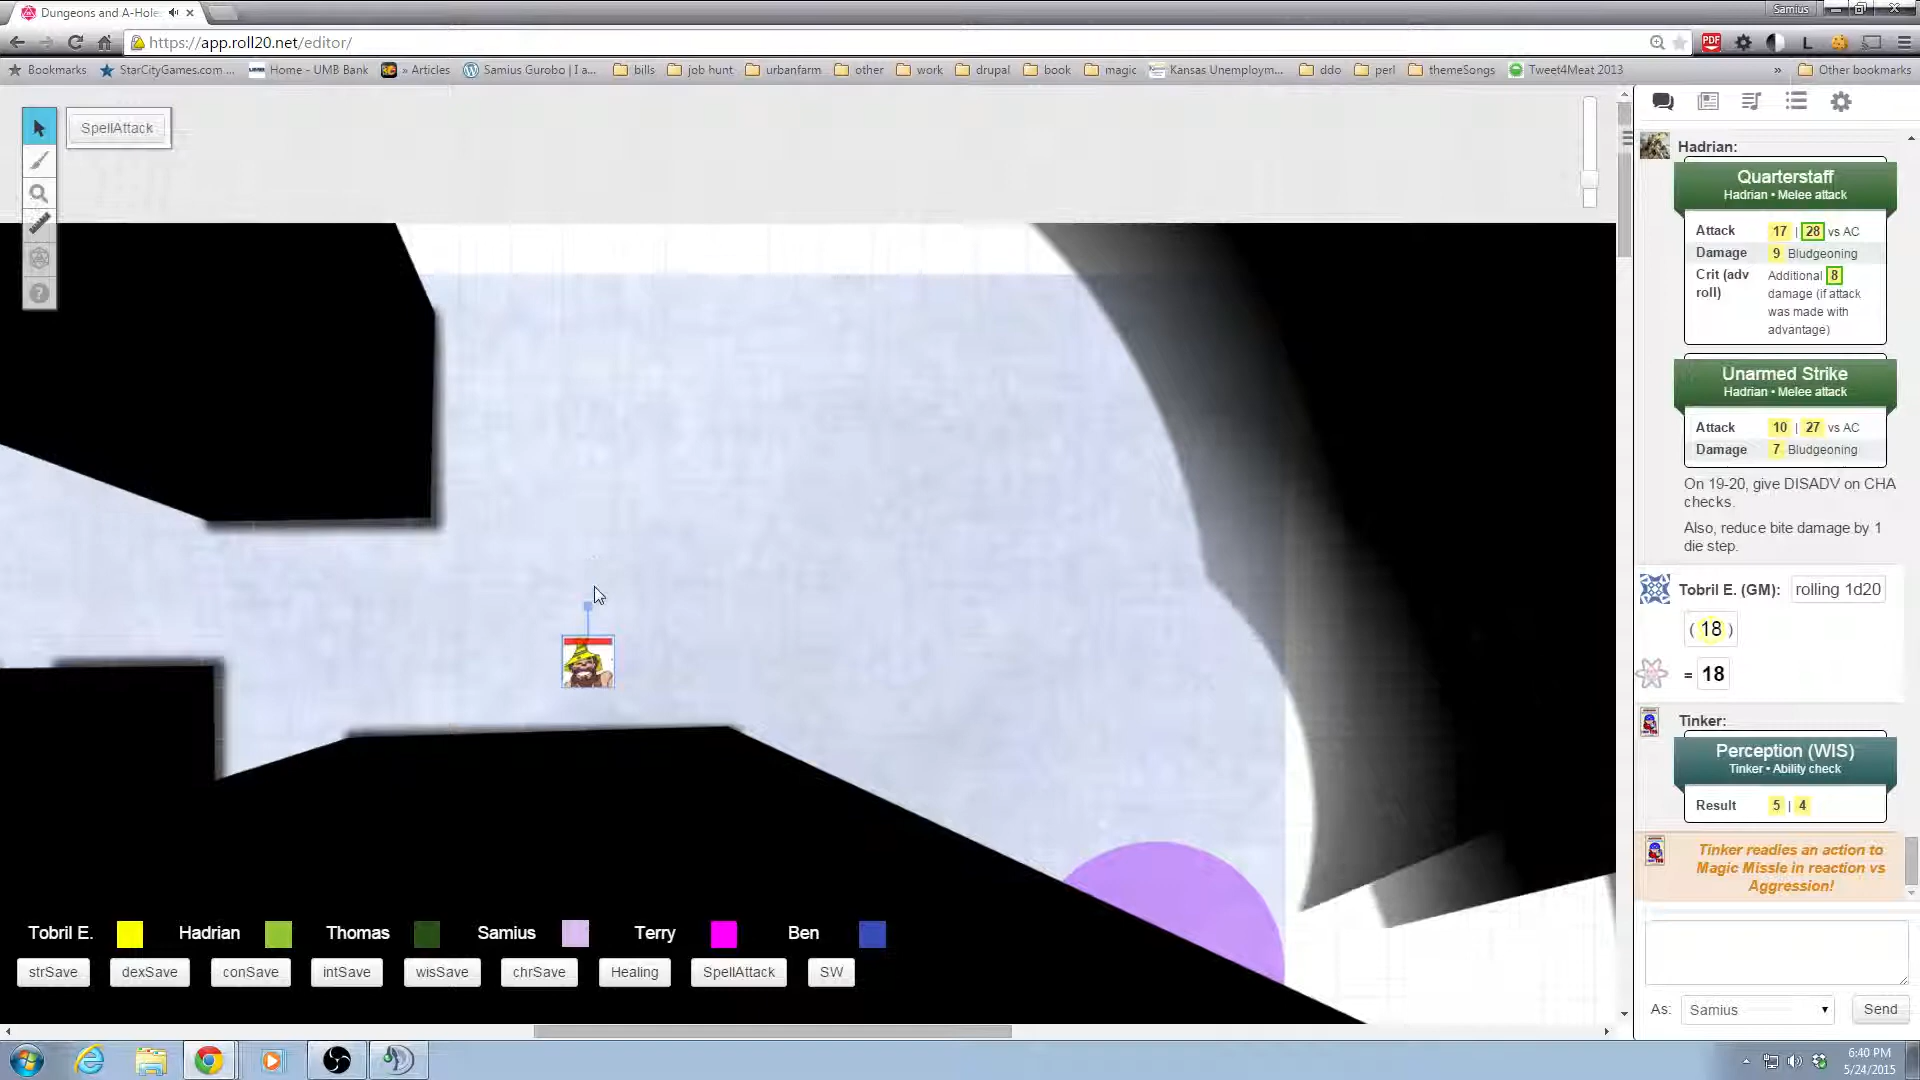 Dungeons and A-Hole
Samius
https://app.roll20.net/editor/
PDF
L
Bookmarks
StarCityGames.com ...
Home - UMB Bank
» Articles
Samius Gurobo | I a...
bills
job hunt
urbanfarm
other
work
drupal
book
magic
Kansas Unemploym...
ddo
perl
themeSongs
Tweet4Meat 2013
»
Other bookmarks
SpellAttack
Hadrian:
Quarterstaff
Hadrian • Melee attack
Attack 17 | 28 vs AC
Damage 9 Bludgeoning
Crit (adv roll) Additional 8
damage (if attack
was made with
advantage)
Unarmed Strike
Hadrian • Melee attack
Attack 10 | 27 vs AC
Damage 7 Bludgeoning
On 19-20, give DISADV on CHA
checks.
Also, reduce bite damage by 1
die step.
Tobril E. (GM): rolling 1d20
(18)
= 18
Tinker:
Perception (WIS)
Tinker • Ability check
Result 5 | 4
Tinker readies an action to
Magic Missle in reaction vs
Aggression!
Tobril E.
Hadrian
Thomas
Samius
Terry
Ben
strSave
dexSave
conSave
intSave
wisSave
chrSave
Healing
SpellAttack
SW
As: Samius
Send
6:40 PM
5/24/2015